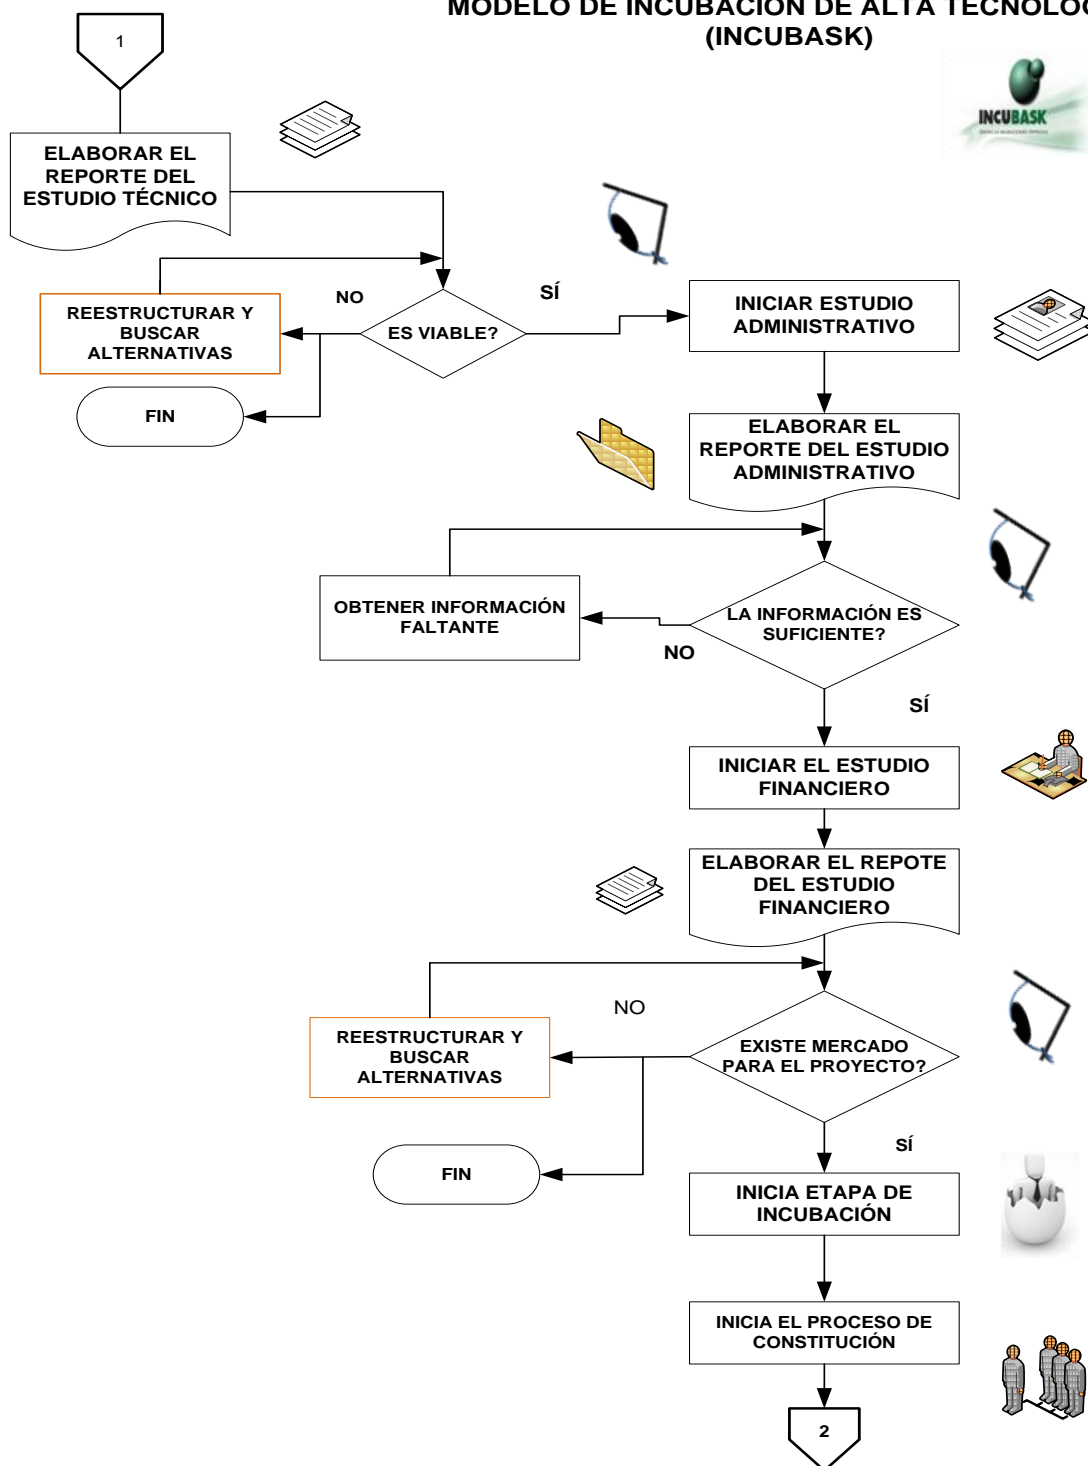 MODELO DE INCUBACIÓN DE ALTA TECNOLOG
(INCUBASK)
1
INCUBASK
ELABORAR EL
REPORTE DEL
ESTUDIO TÉCNICO
NO
SÍ
REESTRUCTURAR Y
BUSCAR
ALTERNATIVAS
ES VIABLE?
INICIAR ESTUDIO
ADMINISTRATIVO
FIN
ELABORAR EL
REPORTE DEL ESTUDIO
ADMINISTRATIVO
OBTENER INFORMACIÓN
FALTANTE
LA INFORMACIÓN ES
SUFICIENTE?
NO
SÍ
INICIAR EL ESTUDIO
FINANCIERO
ELABORAR EL REPOTE
DEL ESTUDIO
FINANCIERO
NO
REESTRUCTURAR Y
BUSCAR
ALTERNATIVAS
EXISTE MERCADO
PARA EL PROYECTO?
SÍ
FIN
INICIA ETAPA DE
INCUBACIÓN
INICIA EL PROCESO DE
CONSTITUCIÓN
2